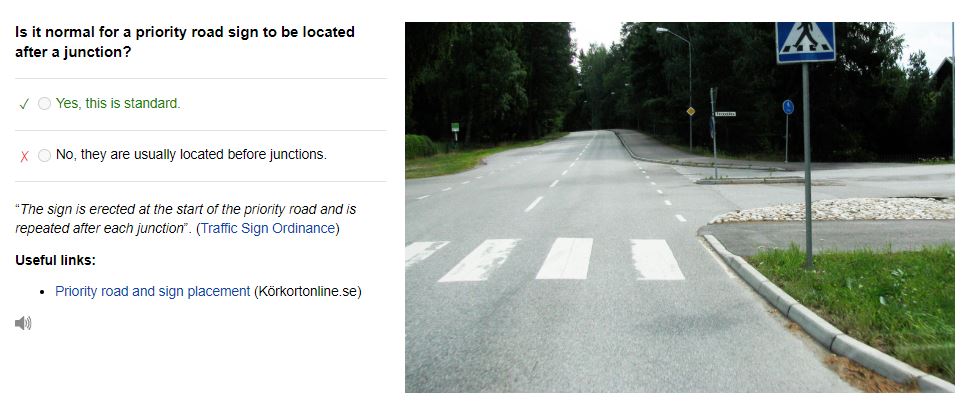 Is it normal for a priority road sign to be located
after a junction?
Yes, this is standard.
No, they are usually located before junctions.
“The sign is erected at the start of the priority road and is
repeated after each junction”. (Traffic Sign Ordinance)
Useful links:
Priority road and sign placement (Körkortonline.se)